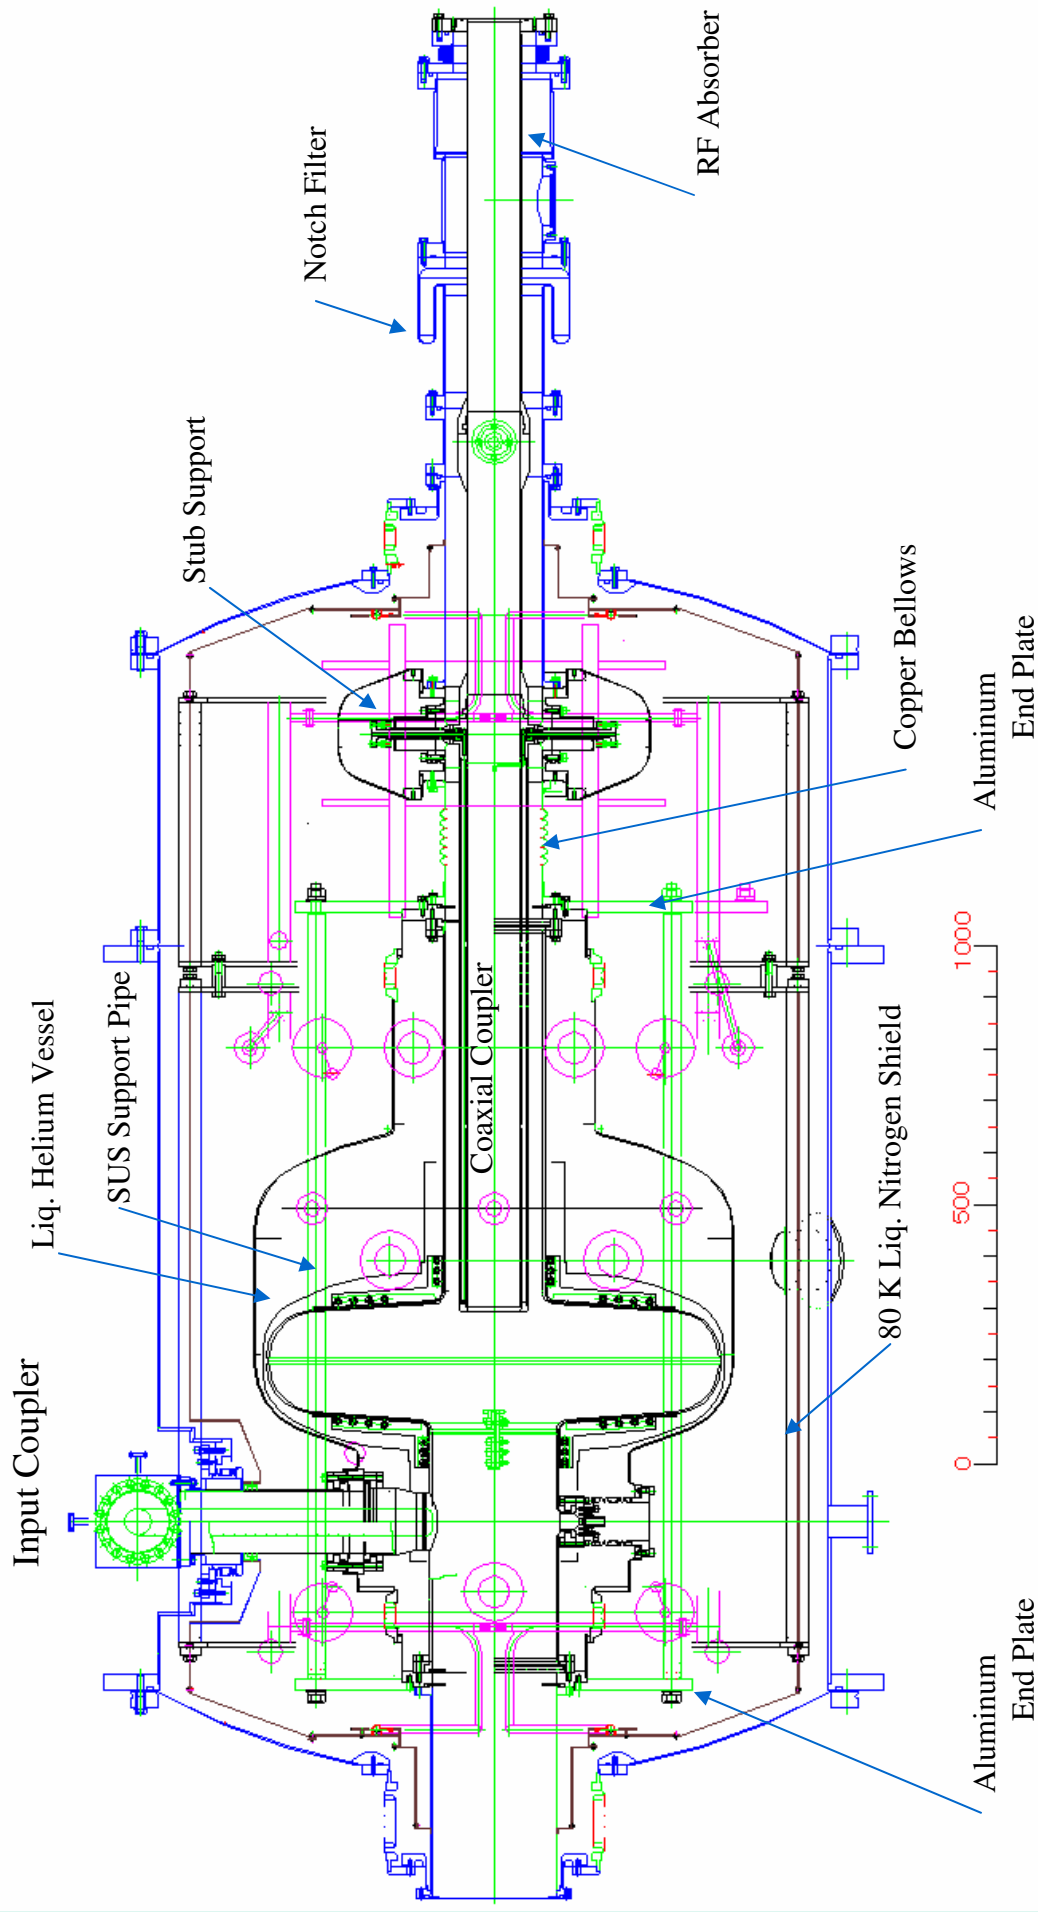 Input Coupler
Liq. Helium Vessel
SUS Support Pipe
Stub Support
Notch Filter
RF Absorber
Coaxial Coupler
Copper Bellows
Aluminum
End Plate
80 K Liq. Nitrogen Shield
Aluminum
End Plate
0
500
1000